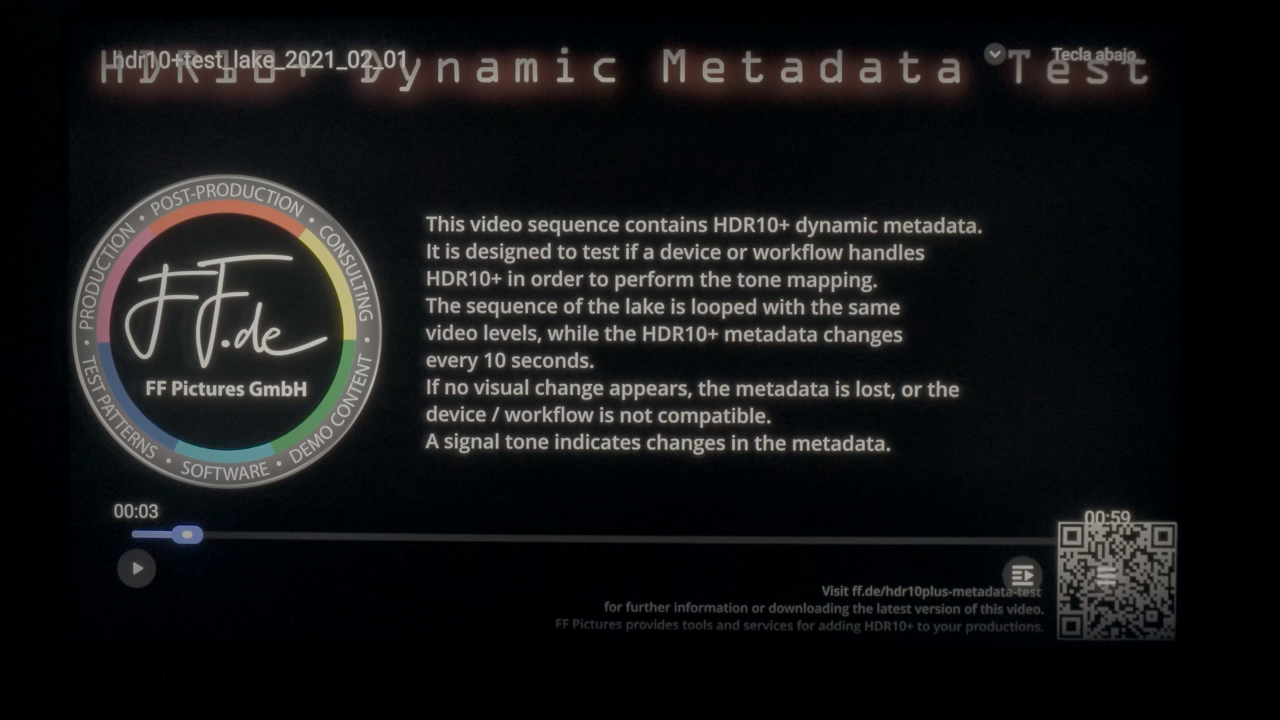 HDR10+ Dynamic Metadata Test
hdr10+test_lake_2021_02_01
Tecla abajo
POST-PRODUCTION • CONSULTING • DEMO CONTENT • SOFTWARE • TEST PATTERNS • PRODUCTION •
FF.de
FF Pictures GmbH
This video sequence contains HDR10+ dynamic metadata.
It is designed to test if a device or workflow handles
HDR10+ in order to perform the tone mapping.
The sequence of the lake is looped with the same
video levels, while the HDR10+ metadata changes
every 10 seconds.
If no visual change appears, the metadata is lost, or the
device / workflow is not compatible.
A signal tone indicates changes in the metadata.
00:03
00:59
Visit ff.de/hdr10plus-metadata-test
for further information or downloading the latest version of this video.
FF Pictures provides tools and services for adding HDR10+ to your productions.